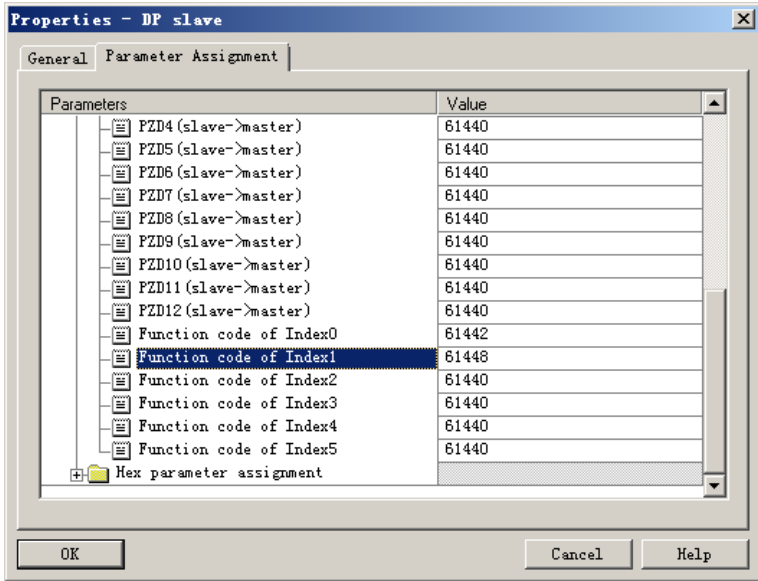 Properties - DP slave
General Parameter Assignment
Parameters Value
PZD4(slave->master) 61440
PZD5(slave->master) 61440
PZD6(slave->master) 61440
PZD7(slave->master) 61440
PZD8(slave->master) 61440
PZD9(slave->master) 61440
PZD10(slave->master) 61440
PZD11(slave->master) 61440
PZD12(slave->master) 61440
Function code of Index0 61442
Function code of Index1 61448
Function code of Index2 61440
Function code of Index3 61440
Function code of Index4 61440
Function code of Index5 61440
Hex parameter assignment
OK Cancel Help